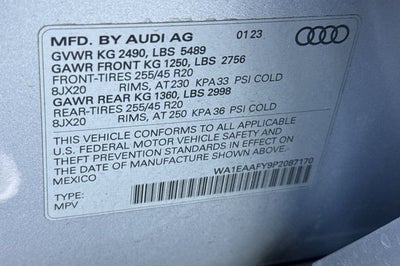 MFD. BY AUDI AG 01 23
GVWR KG 2490, LBS 5489
GAWR FRONT KG 1250, LBS 2756
FRONT-TIRES 255/45 R20
8JX20 RIMS, AT 230 KPA33 PSI COLD
GAWR REAR KG 1360, LBS 2998
REAR-TIRES 255/45 R20
8JX20 RIMS, AT 250 KPA 36 PSI COLD
THIS VEHICLE CONFORMS TO ALL APPLICABLE
U.S. FEDERAL MOTOR VEHICLE SAFETY AND
THEFT PREVENTION STANDARDS IN EFFECT ON
THE DATE OF MANUFACTURE SHOWN ABOVE.
MEXICO
WA1EAAFY9P2087170
TYPE:
MPV